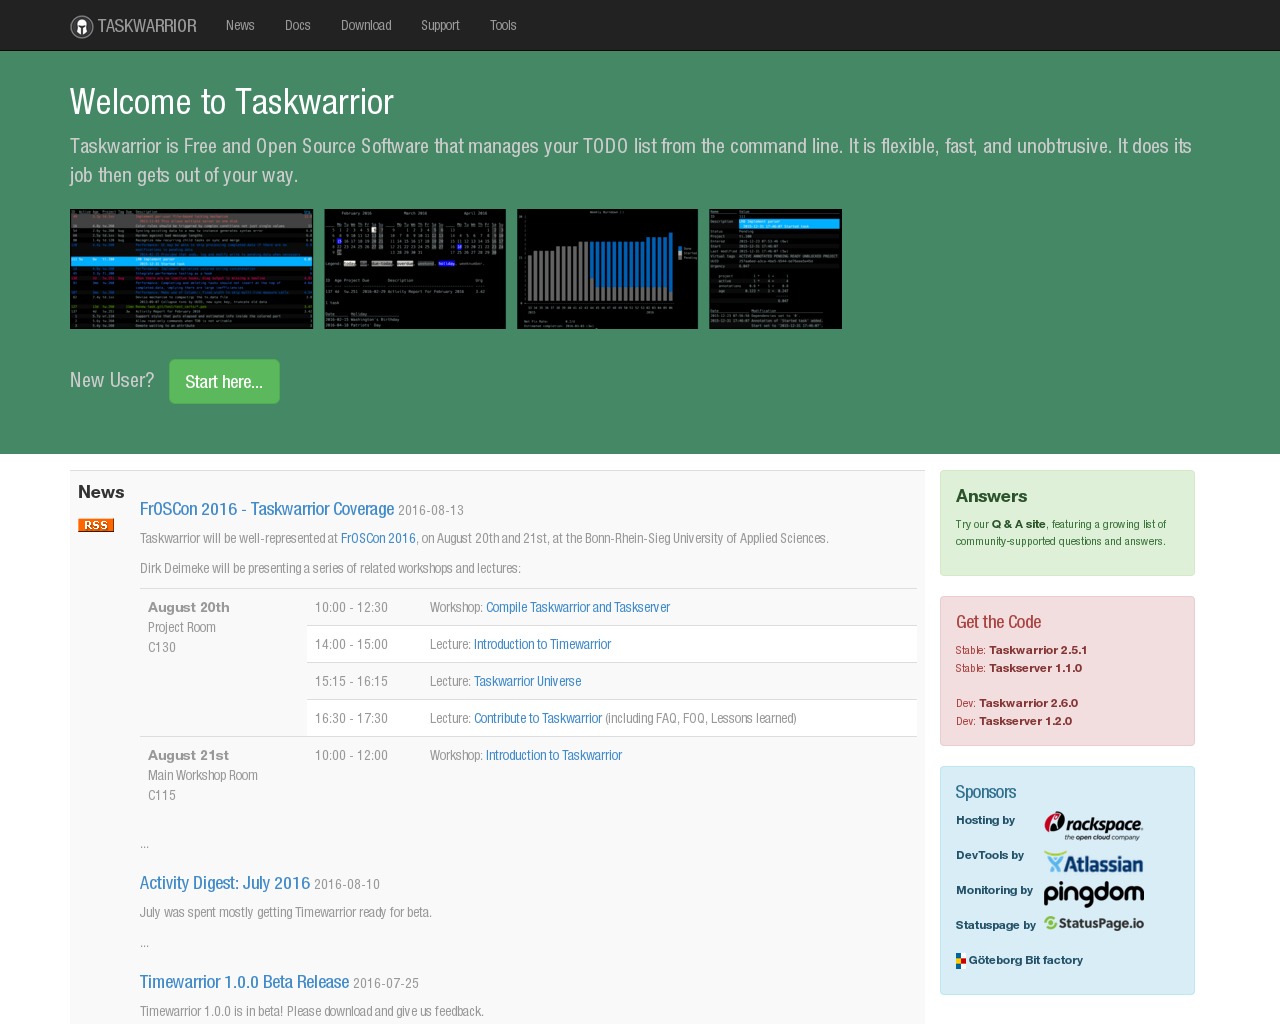 TASKWARRIOR News Docs Download Support Tools
Welcome to Taskwarrior
Taskwarrior is Free and Open Source Software that manages your TODO list from the command line. It is flexible, fast, and unobtrusive. It does its
job then gets out of your way.
February 2016 March 2016 April 2016
New User? Start here...
News
RSS
FrOSCon 2016 - Taskwarrior Coverage 2016-08-13
Taskwarrior will be well-represented at FrOSCon 2016, on August 20th and 21st, at the Bonn-Rhein-Sieg University of Applied Sciences.
Dirk Deimeke will be presenting a series of related workshops and lectures:
August 20th
Project Room
C130
10:00 - 12:30 Workshop: Compile Taskwarrior and Taskserver
14:00 - 15:00 Lecture: Introduction to Timewarrior
15:15 - 16:15 Lecture: Taskwarrior Universe
16:30 - 17:30 Lecture: Contribute to Taskwarrior (including FAQ, FOQ, Lessons learned)
August 21st
Main Workshop Room
C115
10:00 - 12:00 Workshop: Introduction to Taskwarrior
...
Activity Digest: July 2016 2016-08-10
July was spent mostly getting Timewarrior ready for beta.
...
Timewarrior 1.0.0 Beta Release 2016-07-25
Timewarrior 1.0.0 is in beta! Please download and give us feedback.
Answers
Try our Q & A site, featuring a growing list of
community-supported questions and answers.
Get the Code
Stable: Taskwarrior 2.5.1
Stable: Taskserver 1.1.0
Dev: Taskwarrior 2.6.0
Dev: Taskserver 1.2.0
Sponsors
Hosting by rackspace.
the open cloud company
DevTools by Atlassian
Monitoring by pingdom
Statuspage by StatusPage.io
Göteborg Bit factory